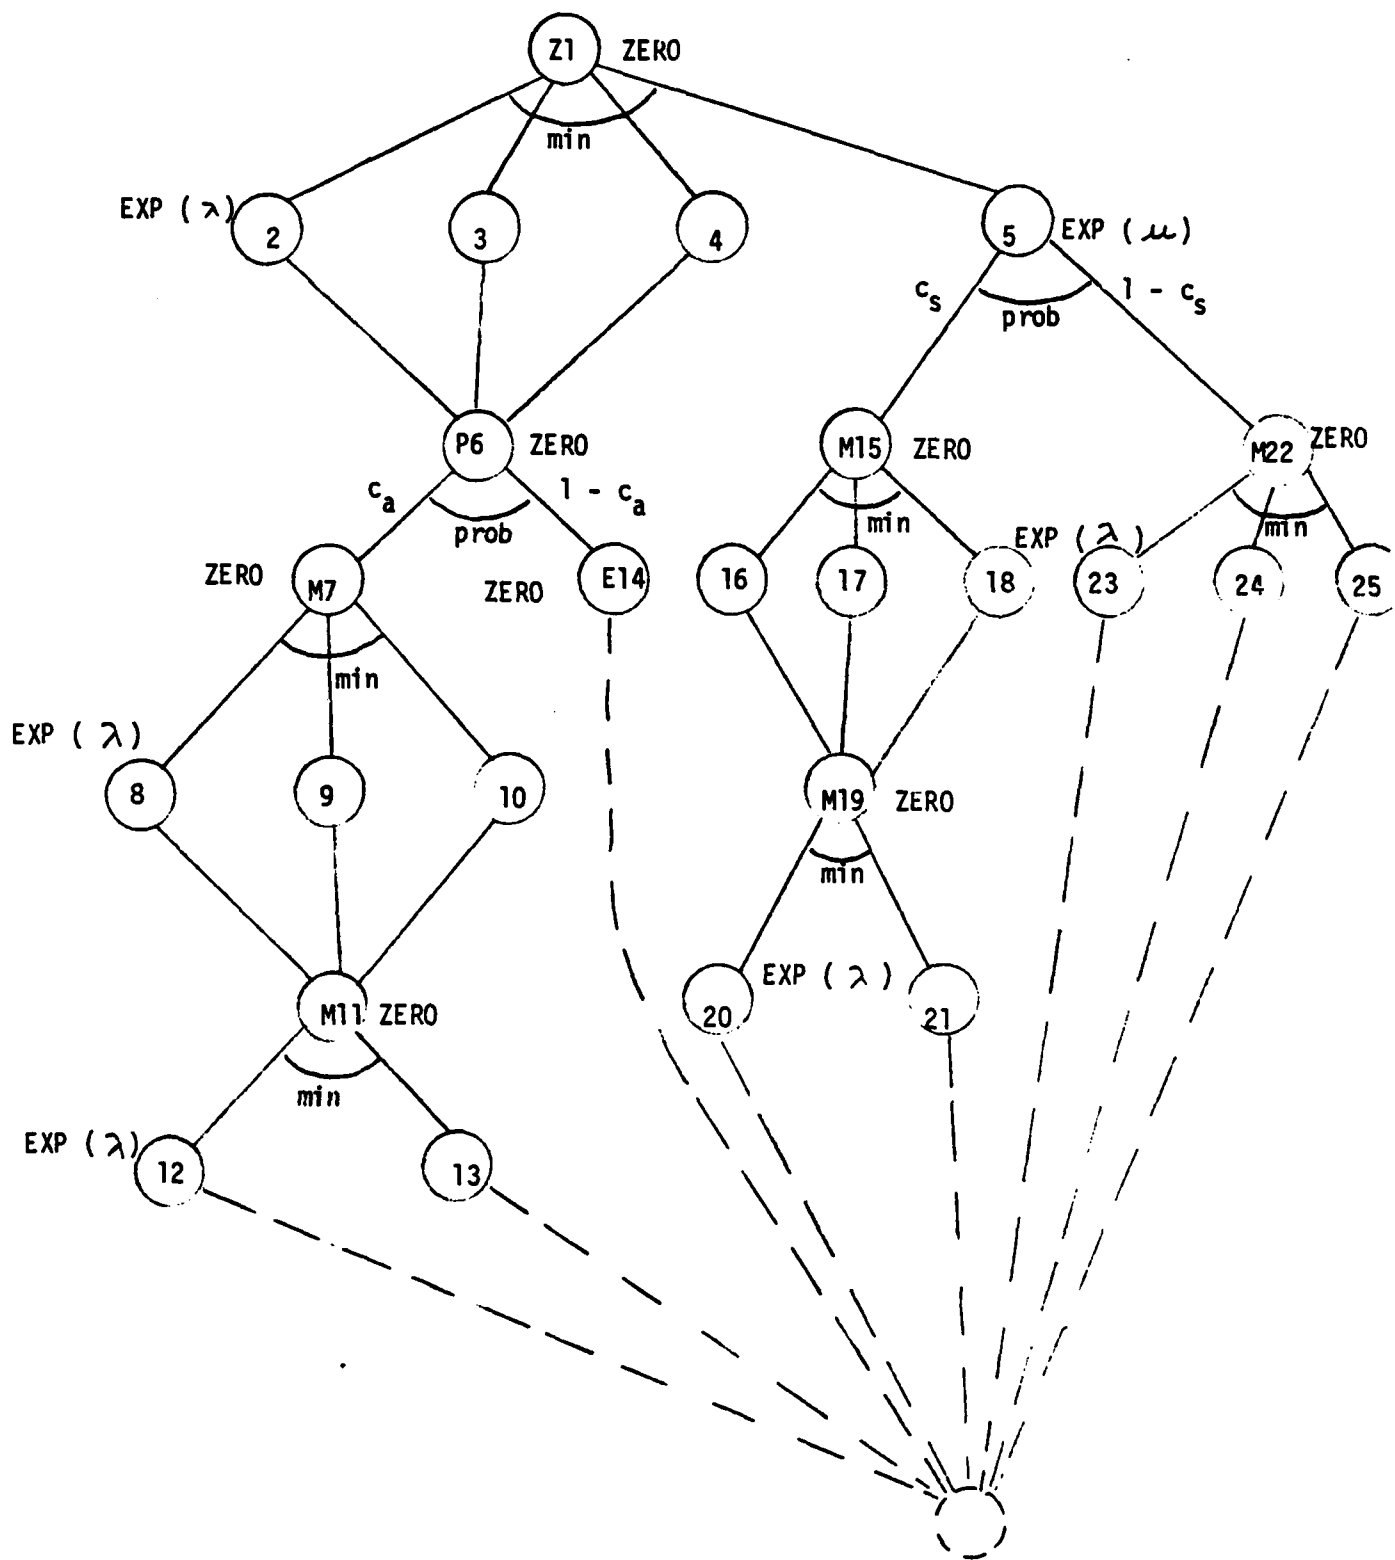 Z1 ZERO
min
EXP (λ)
2
3
4
5
EXP (μ)
c_s
1 - c_s
prob
P6 ZERO
M15 ZERO
M22 ZERO
c_a
1 - c_a
prob
min
min
ZERO
M7
ZERO
E14
16
17
18
EXP (λ)
23
24
25
min
EXP (λ)
8
9
10
M19 ZERO
min
M11 ZERO
20
EXP (λ)
21
min
EXP (λ)
12
13